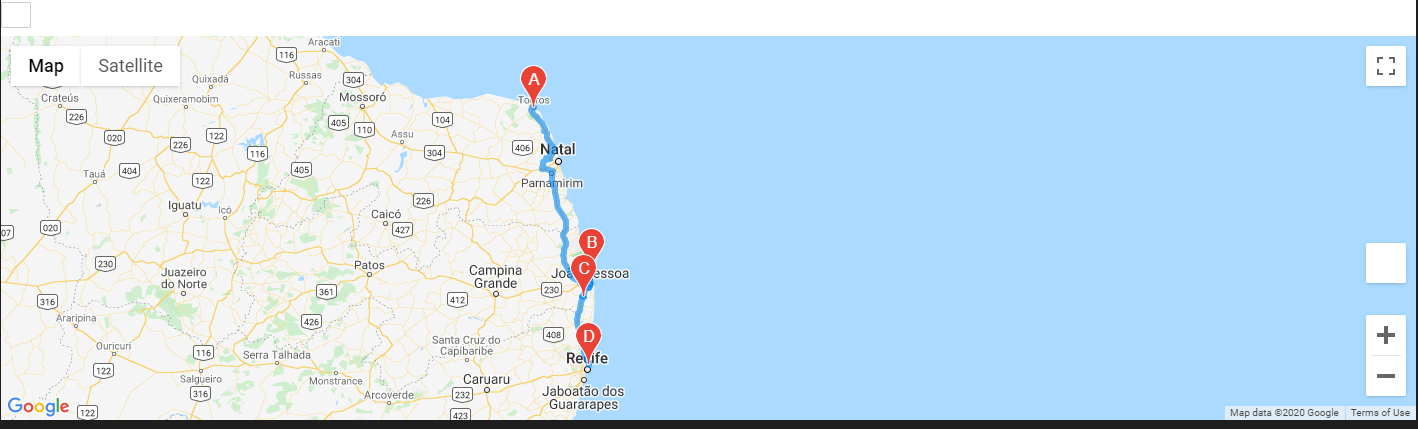 Map
Satellite
Aracati
116
Quixadá
Russas
304
A
Crateús
Quixeramobim
Mossoró
Touros
226
405
110
104
020
122
226
Assu
304
406
Natal
116
404
405
Tauá
122
Parnamirim
226
Iguatu
Icó
Caicó
020
427
07
B
230
Patos
Campina
Grande
João Pessoa
C
Juazeiro
do Norte
361
230
316
412
Araripina
426
408
D
Ouricuri
Santa Cruz do
Capibaribe
116
Serra Talhada
Recife
122
Salgueiro
Monstrance
Caruaru
316
Arcoverde
232
Jaboatão dos
Guararapes
Google
122
423
Map data ©2020 Google
Terms of Use